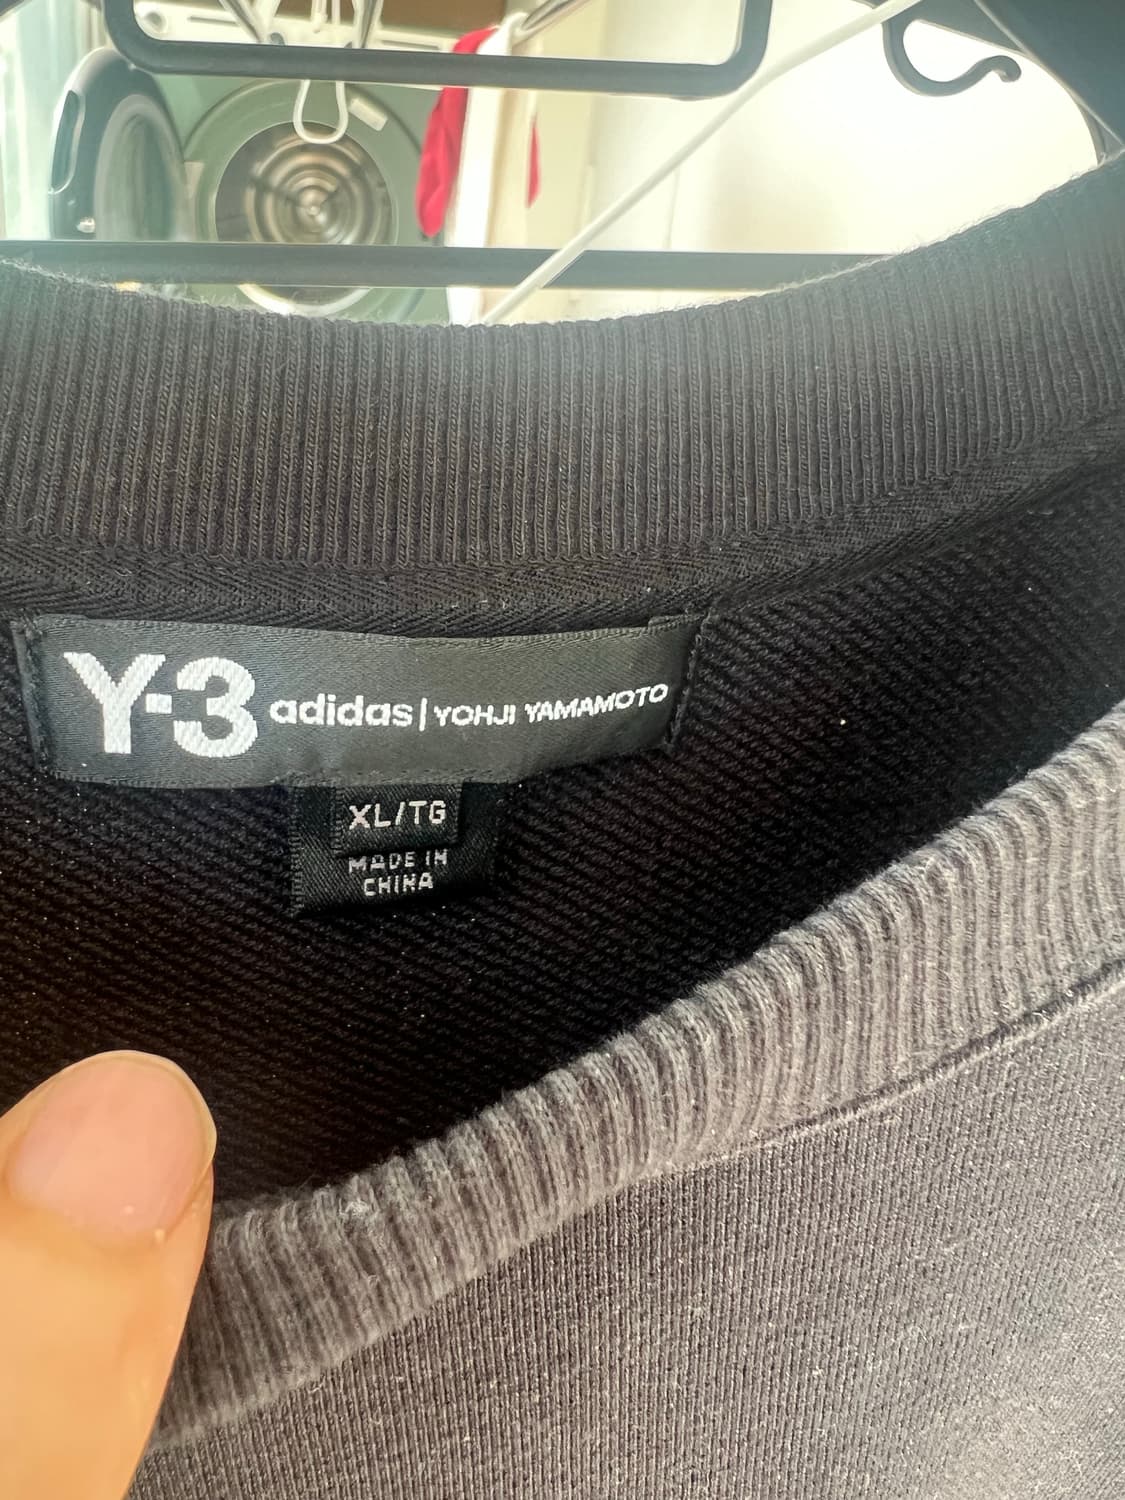 Y-3 adidas | YOHJI YAMAMOTO
XL/TG
MADE IN
CHINA